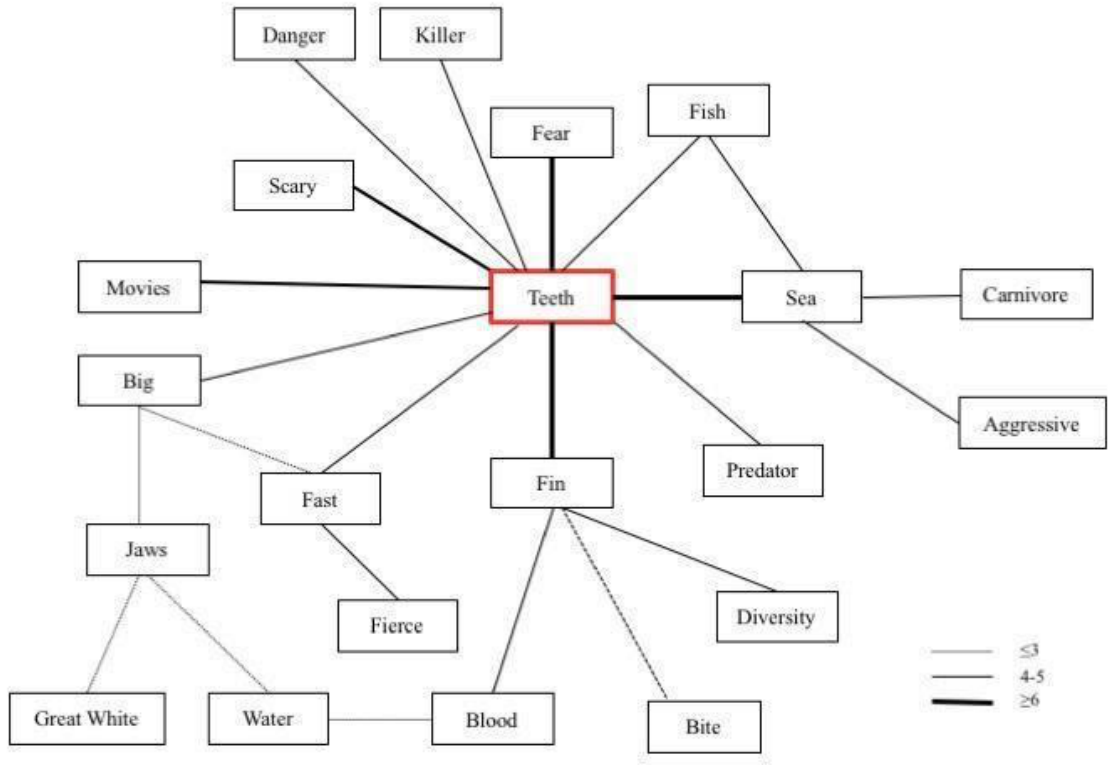 Danger
Killer
Fear
Fish
Scary
Movies
Teeth
Sea
Carnivore
Big
Aggressive
Predator
Fin
Fast
Jaws
Fierce
Diversity
Great White
Water
Blood
Bite
≤3
4-5
≥6